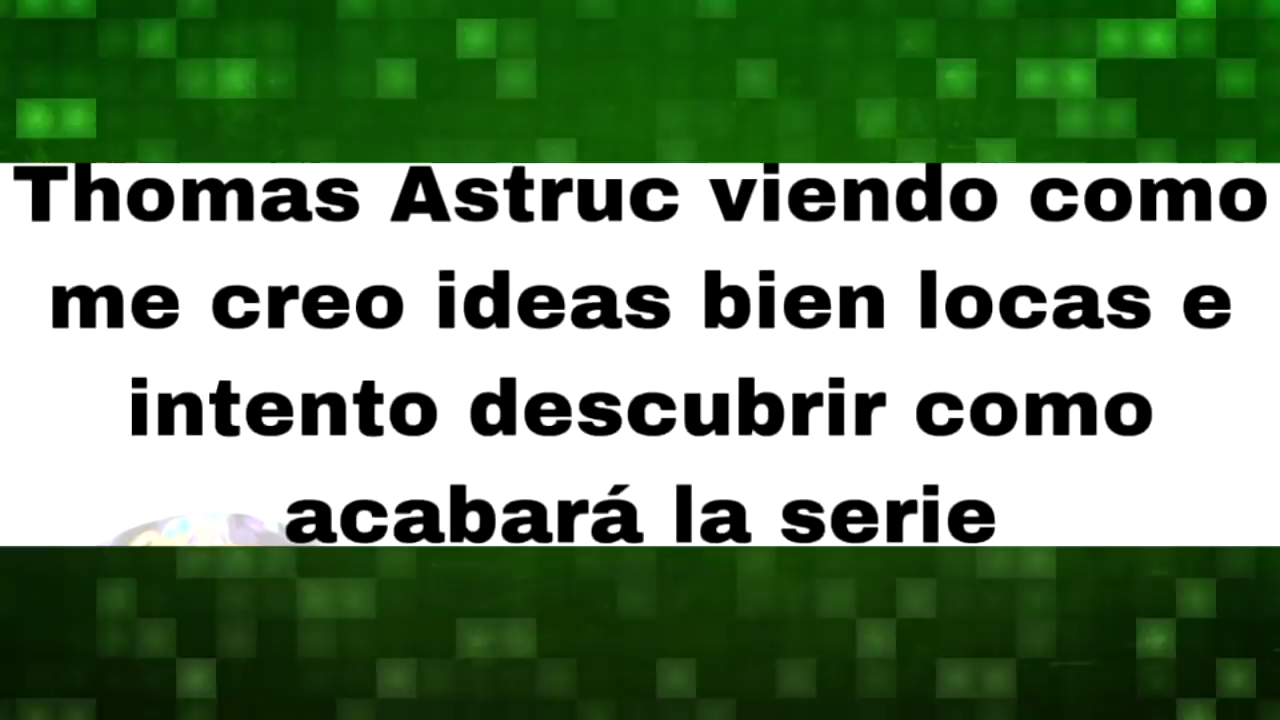 Thomas Astruc viendo como
me creo ideas bien locas e
intento descubrir como
acabará la serie